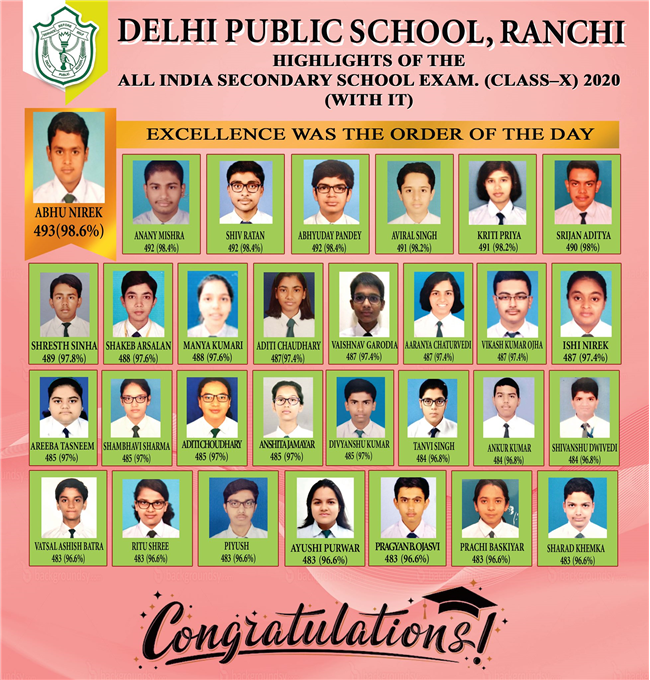 DELHI PUBLIC SCHOOL, RANCHI
HIGHLIGHTS OF THE
ALL INDIA SECONDARY SCHOOL EXAM. (CLASS–X) 2020
(WITH IT)
EXCELLENCE WAS THE ORDER OF THE DAY
ABHU NIREK
493(98.6%)
ANANY MISHRA
492 (98.4%)
SHIV RATAN
492 (98.4%)
ABHYUDAY PANDEY
492 (98.4%)
AVIRAL SINGH
491 (98.2%)
KRITI PRIYA
491 (98.2%)
SRIJAN ADITYA
490 (98%)
SHRESTH SINHA
489 (97.8%)
SHAKEB ARSALAN
488 (97.6%)
MANYA KUMARI
488 (97.6%)
ADITI CHAUDHARY
487(97.4%)
VAISHNAV GARODIA
487 (97.4%)
AARANYA CHATURVEDI
487 (97.4%)
VIKASH KUMAR OJHA
487 (97.4%)
ISHI NIREK
487 (97.4%)
AREEBA TASNEEM
485 (97%)
SHAMBHAVI SHARMA
485 (97%)
ADITI CHOUDHARY
485 (97%)
ANSHITA JAMAYAR
485 (97%)
DIVYANSHU KUMAR
485 (97%)
TANVI SINGH
484 (96.8%)
ANKUR KUMAR
484 (96.8%)
SHIVANSHU DWIVEDI
484 (96.8%)
VATSAL ASHISH BATRA
483 (96.6%)
RITU SHREE
483 (96.6%)
PIYUSH
483 (96.6%)
AYUSHI PURWAR
483 (96.6%)
PRAGYAN B.OJASVI
483 (96.6%)
PRACHI BASKIYAR
483 (96.6%)
SHARAD KHEMKA
483 (96.6%)
Congratulations!